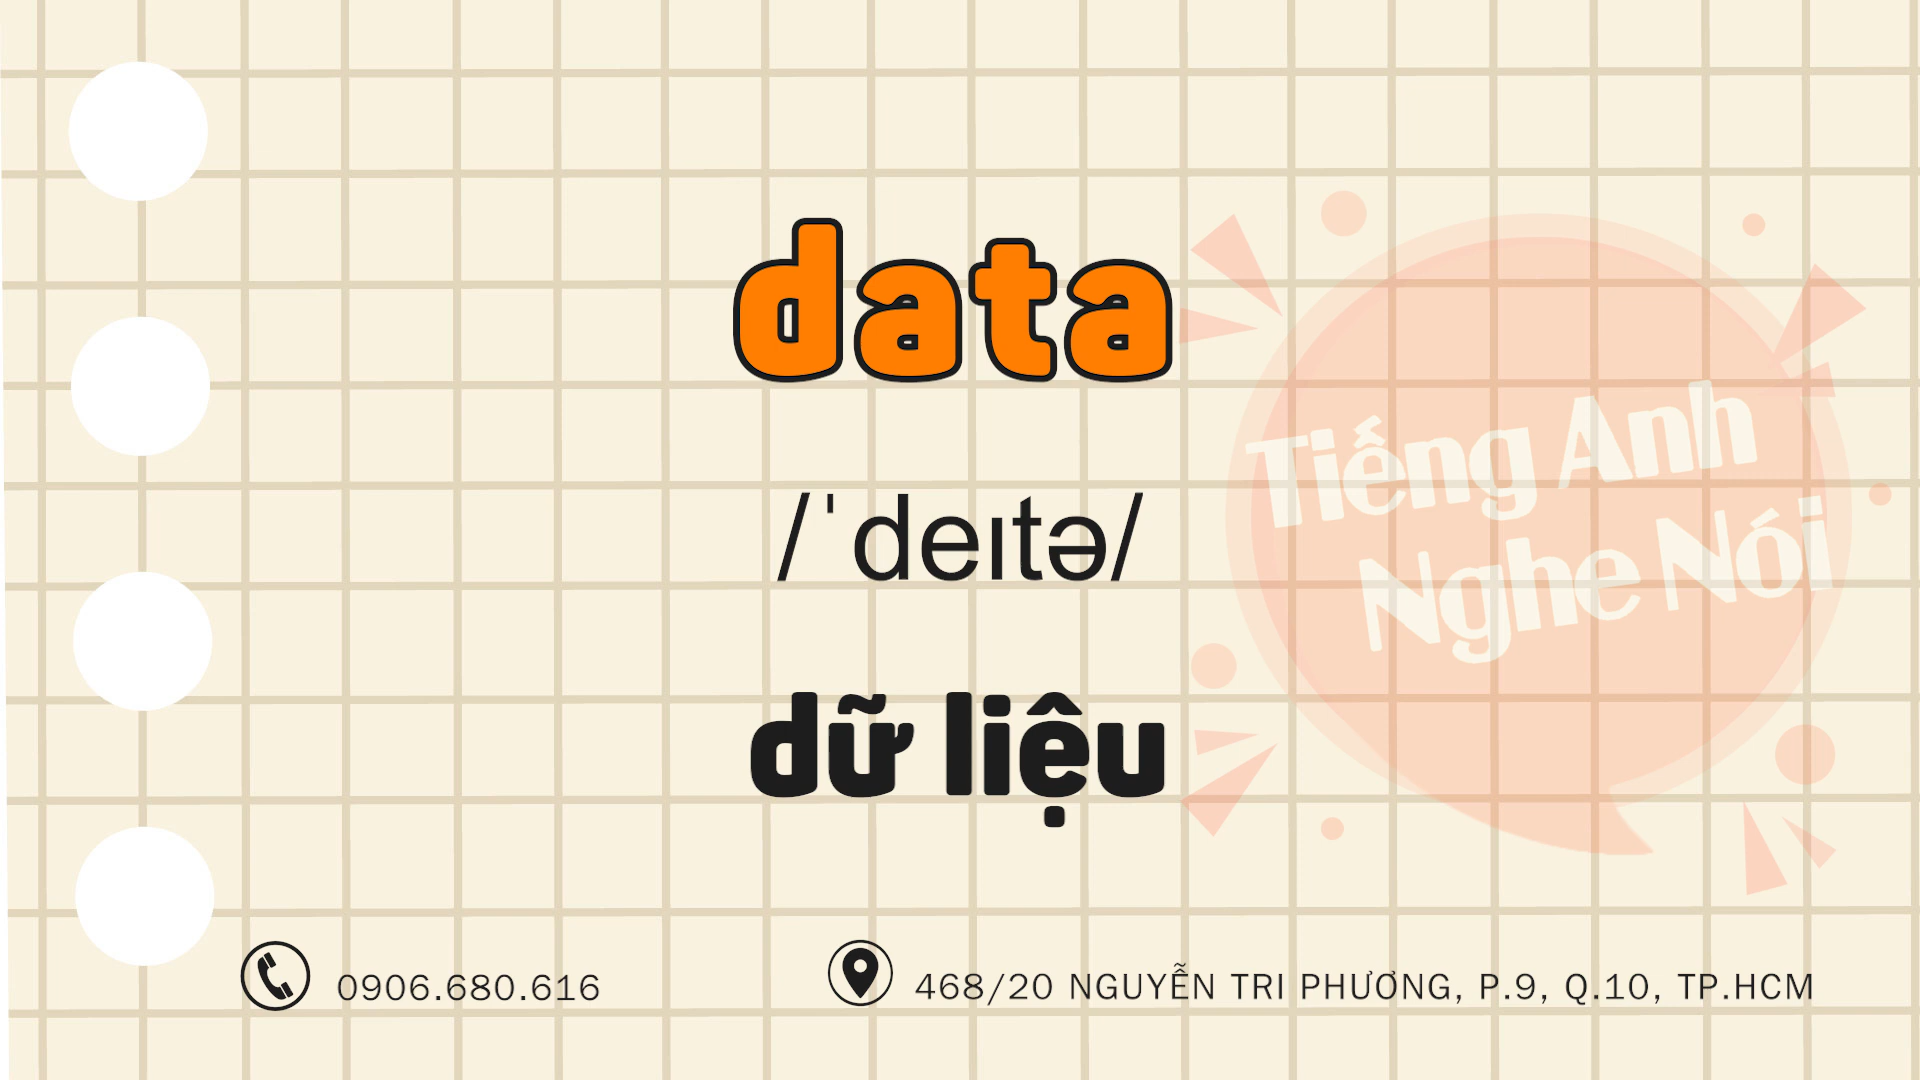 data
/ˈdeɪtə/
dữ liệu
Tiếng Anh
Nghe Nói
0906.680.616
468/20 NGUYỄN TRI PHƯƠNG, P.9, Q.10, TP.HCM